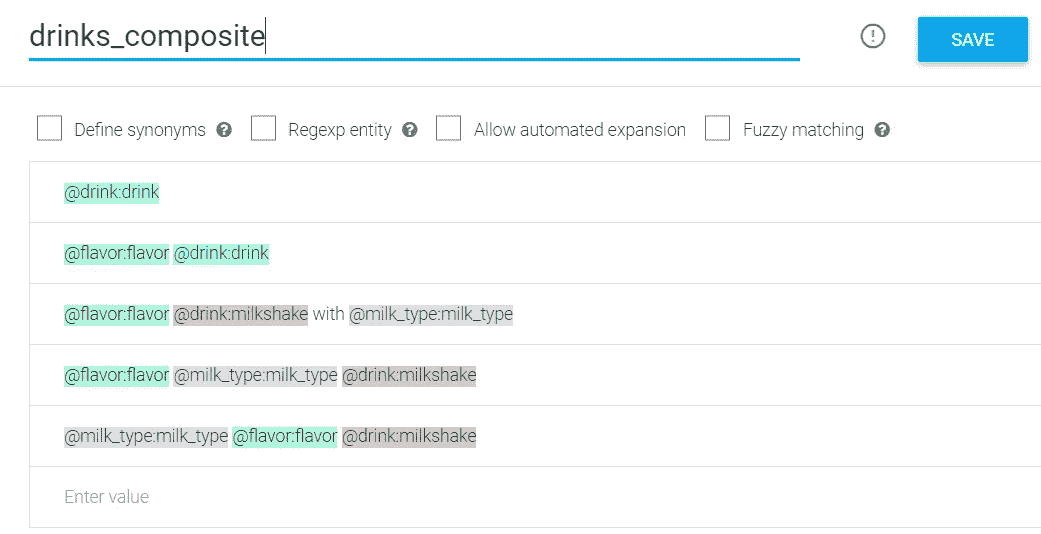 drinks_composite
SAVE
Define synonyms Regexp entity Allow automated expansion Fuzzy matching
@drink:drink
@flavor:flavor @drink:drink
@flavor:flavor @drink:milkshake with @milk_type:milk_type
@flavor:flavor @milk_type:milk_type @drink:milkshake
@milk_type:milk_type @flavor:flavor @drink:milkshake
Enter value